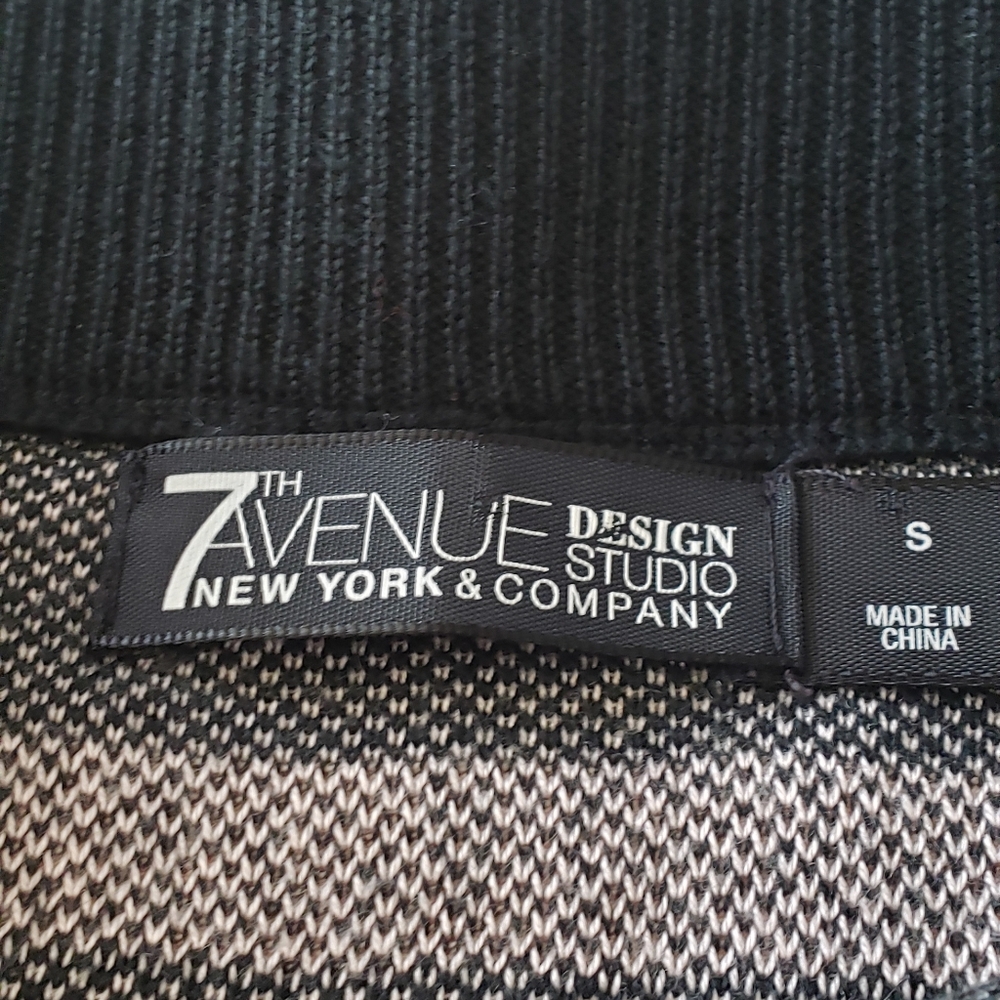 7TH AVENUE DESIGN
STUDIO
NEW YORK & COMPANY
S
MADE IN
CHINA